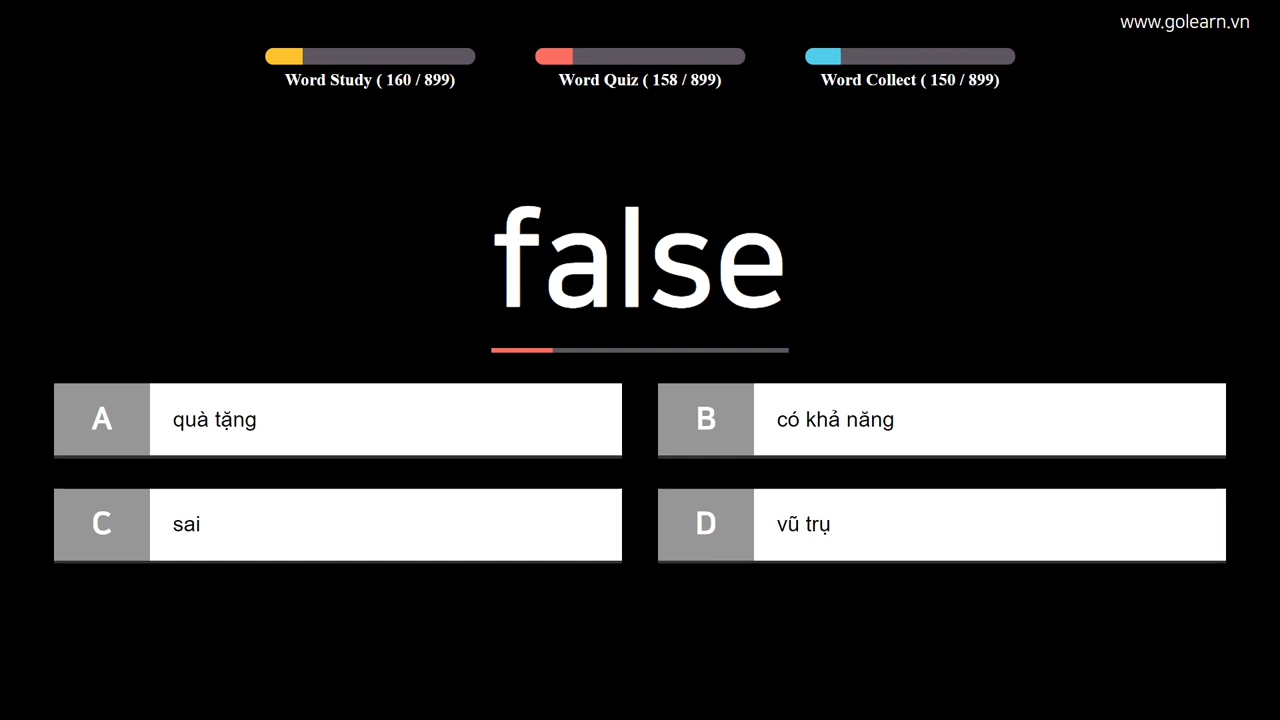 www.golearn.vn
Word Study ( 160 / 899)
Word Quiz ( 158 / 899)
Word Collect ( 150 / 899)
false
A quà tặng
B có khả năng
C sai
D vũ trụ